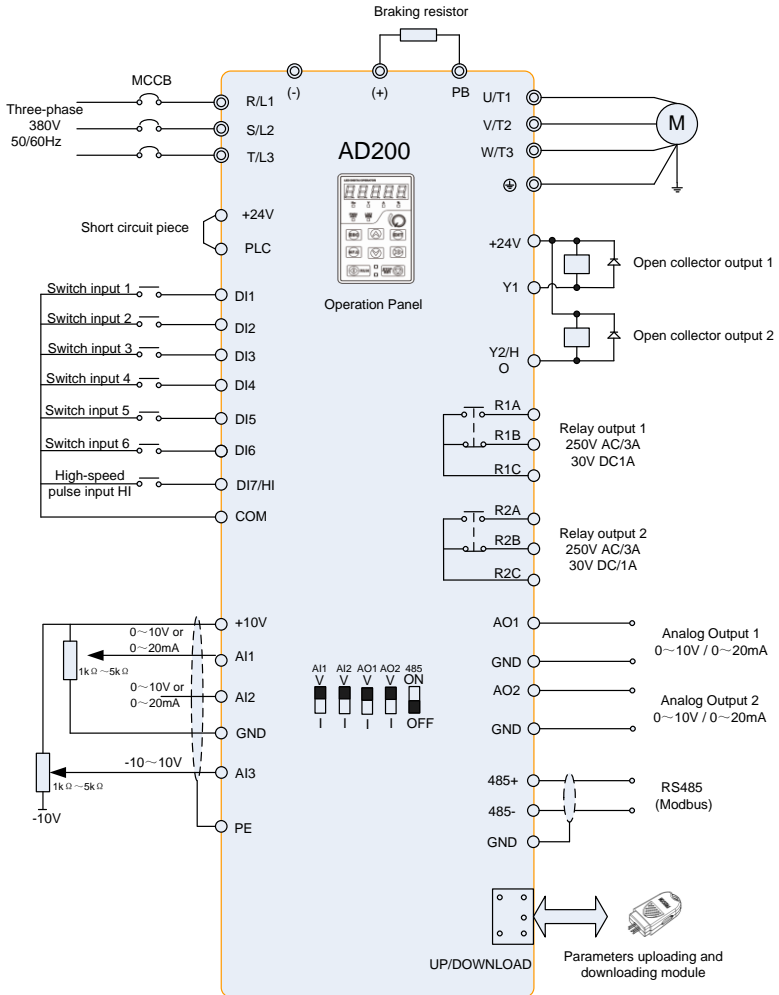 Braking resistor
MCCB
(-)
(+)
PB
Three-phase
380V
50/60Hz
R/L1
S/L2
T/L3
U/T1
V/T2
W/T3
M
AD200
Short circuit piece
+24V
PLC
Operation Panel
+24V
Y1
Open collector output 1
Y2/H
O
Open collector output 2
Switch input 1
DI1
Switch input 2
DI2
Switch input 3
DI3
Switch input 4
DI4
Switch input 5
DI5
Switch input 6
DI6
High-speed
pulse input HI
DI7/HI
COM
R1A
R1B
R1C
Relay output 1
250V AC/3A
30V DC1A
R2A
R2B
R2C
Relay output 2
250V AC/3A
30V DC/1A
+10V
0～10V or
0～20mA
AI1
1kΩ～5kΩ
0～10V or
0～20mA
AI2
GND
-10～10V
AI3
1kΩ～5kΩ
-10V
PE
AI1 AI2 AO1 AO2 485
V V V V ON
I I I I OFF
AO1
GND
Analog Output 1
0～10V / 0～20mA
AO2
GND
Analog Output 2
0～10V / 0～20mA
485+
485-
GND
RS485
(Modbus)
UP/DOWNLOAD
Parameters uploading and
downloading module